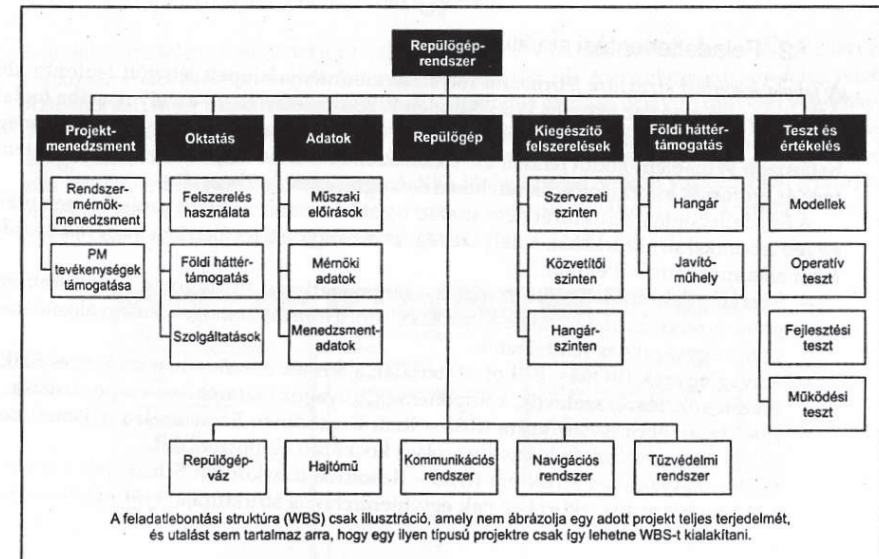 Repülőgép-
rendszer
Projekt-
menedzsment
Oktatás
Adatok
Repülőgép
Kiegészítő
felszerelések
Földi háttér-
támogatás
Teszt és
értékelés
Rendszer-
mérnök-
menedzsment
PM
tevékenységek
támogatása
Felszerelés
használata
Földi háttér-
támogatás
Szolgáltatások
Műszaki
előírások
Mérnöki
adatok
Menedzsment-
adatok
Szervezeti
szinten
Közvetítői
szinten
Hangár-
szinten
Hangár
Javító-
műhely
Modellek
Operatív
teszt
Fejlesztési
teszt
Működési
teszt
Repülőgép-
váz
Hajtómű
Kommunikációs
rendszer
Navigációs
rendszer
Tűzvédelmi
rendszer
A feladatlebontási struktúra (WBS) csak illusztráció, amely nem ábrázolja egy adott projekt teljes terjedelmét,
és utalást sem tartalmaz arra, hogy egy ilyen típusú projektre csak így lehetne WBS-t kialakítani.